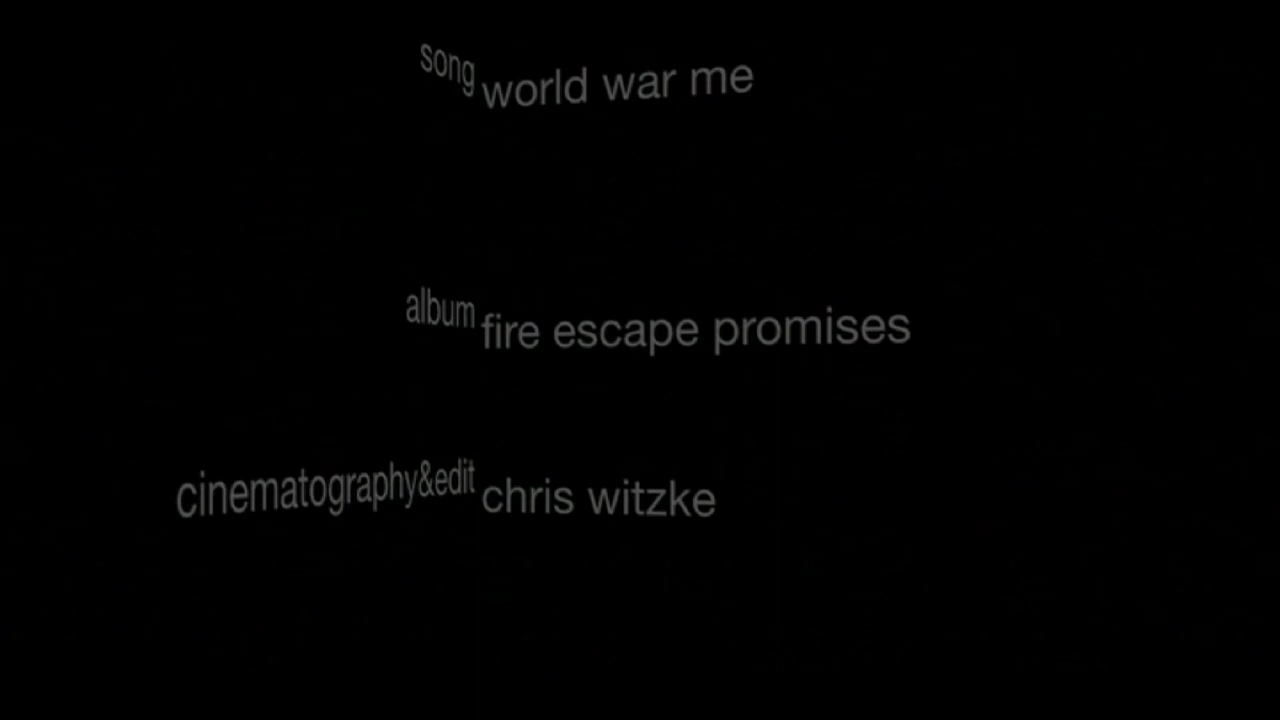 song world war me
album fire escape promises
cinematography&edit chris witzke